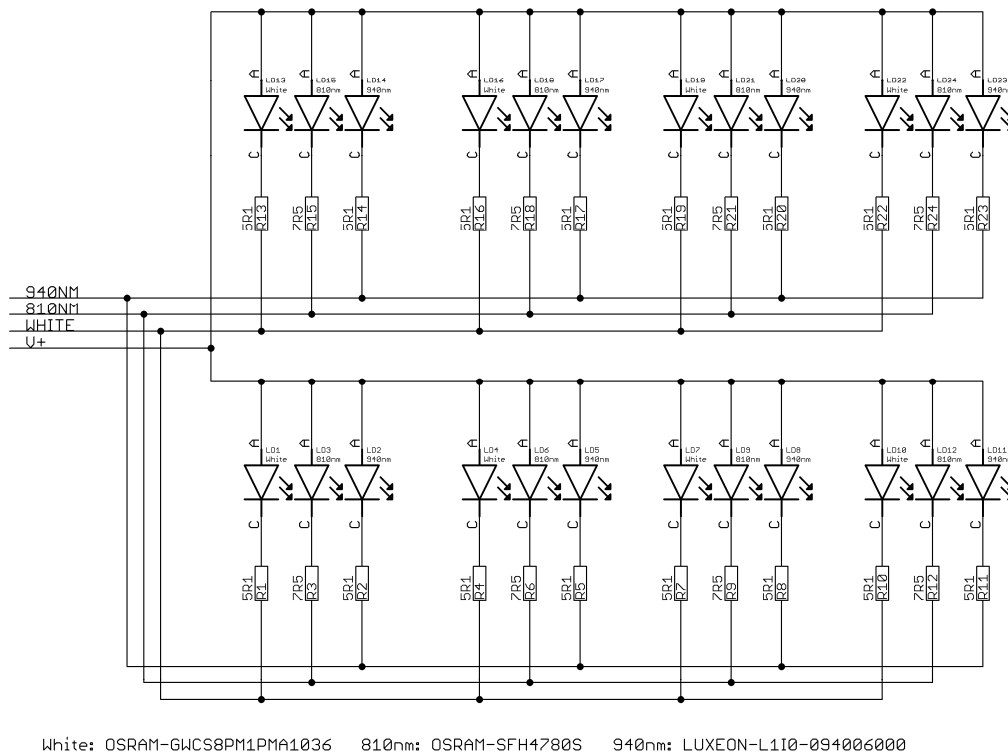 A A A A A A A A A A A A
LD13 LD15 LD14 LD16 LD18 LD17 LD19 LD21 LD20 LD22 LD24 LD23
White 810nm 940nm White 810nm 940nm White 810nm 940nm White 810nm 940nm
C C C C C C C C C C C C
5R1 R13 7R5 R15 5R1 R14 5R1 R16 7R5 R18 5R1 R17 5R1 R19 7R5 R21 5R1 R20 5R1 R22 7R5 R24 5R1 R23
940NM
810NM
WHITE
V+
A A A A A A A A A A A A
LD1 LD3 LD2 LD4 LD6 LD5 LD7 LD9 LD8 LD10 LD12 LD11
White 810nm 940nm White 810nm 940nm White 810nm 940nm White 810nm 940nm
C C C C C C C C C C C C
5R1 R1 7R5 R3 5R1 R2 5R1 R4 7R5 R6 5R1 R5 5R1 R7 7R5 R9 5R1 R8 5R1 R10 7R5 R12 5R1 R11
White: OSRAM-GWCS8PM1PMA1036 810nm: OSRAM-SFH4780S 940nm: LUXEON-L1I0-094006000